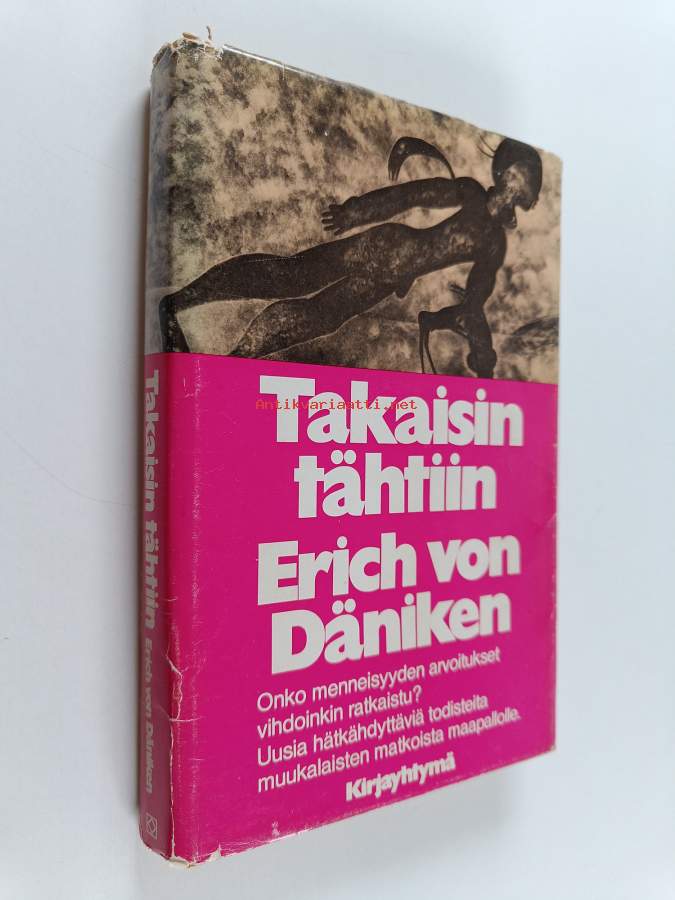 Takaisin
tähtiin
Erich von
Däniken
Onko menneisyyden arvoitukset
vihdoinkin ratkaistu?
Uusia hätkähdyttäviä todisteita
muukalaisten matkoista maapallolle.
Kirjayhtymä
Takaisin tähtiin Erich von Däniken
Antikvariaatti.net